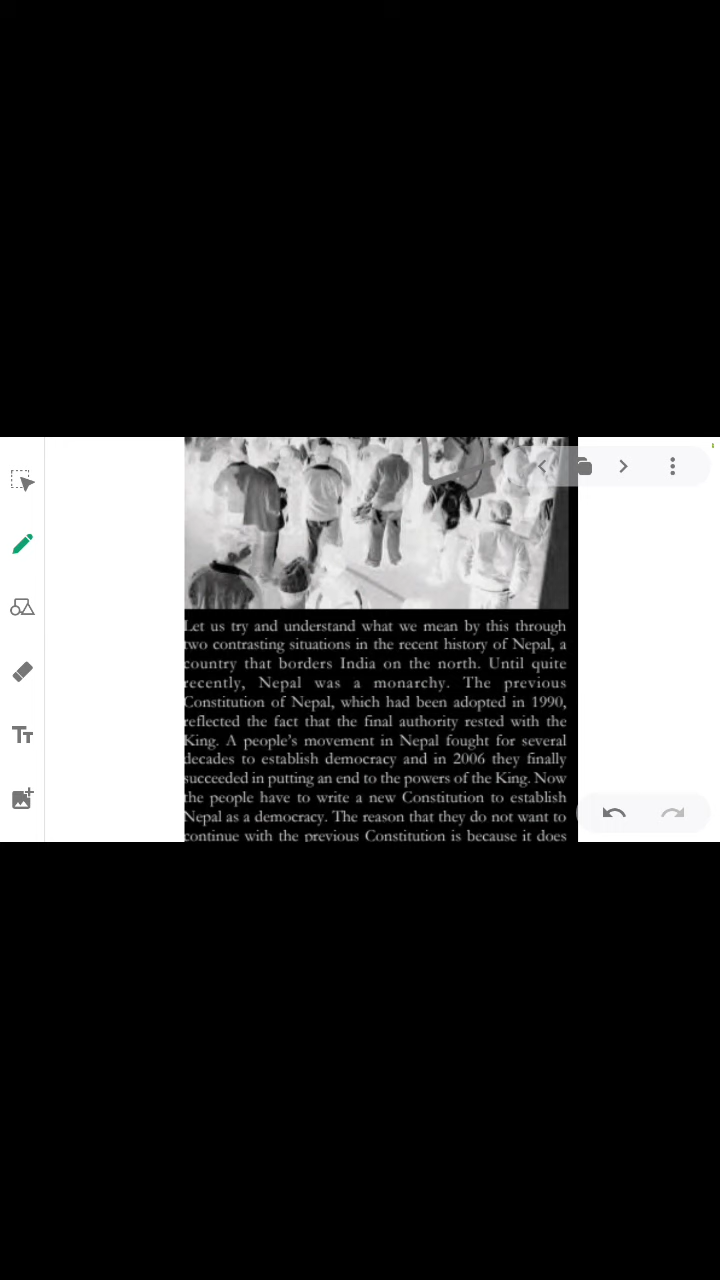 Let us try and understand what we mean by this through
two contrasting situations in the recent history of Nepal, a
country that borders India on the north. Until quite
recently, Nepal was a monarchy. The previous
Constitution of Nepal, which had been adopted in 1990,
reflected the fact that the final authority rested with the
King. A people's movement in Nepal fought for several
decades to establish democracy and in 2006 they finally
succeeded in putting an end to the powers of the King. Now
the people have to write a new Constitution to establish
Nepal as a democracy. The reason that they do not want to
continue with the previous Constitution is because it does
Tt